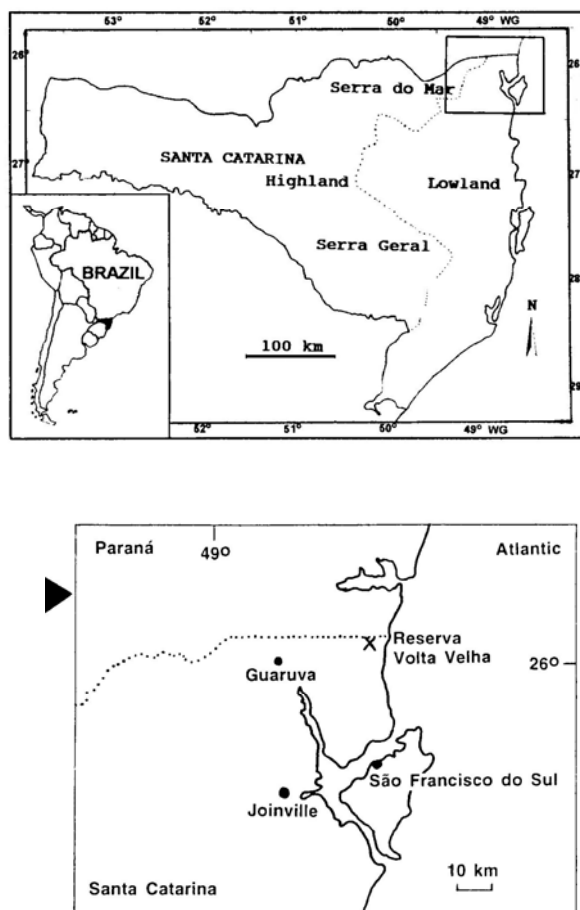 53° 52° 51° 50° 49° WG
26° 26
Serra do Mar
27° 27
SANTA CATARINA
Highland Lowland
BRAZIL
Serra Geral
28
N
100 km
29
52° 51° 50° 49° WG
Paraná 49° Atlantic
Reserva
Volta Velha
26°
Guaruva
São Francisco do Sul
X
Joinville
10 km
Santa Catarina